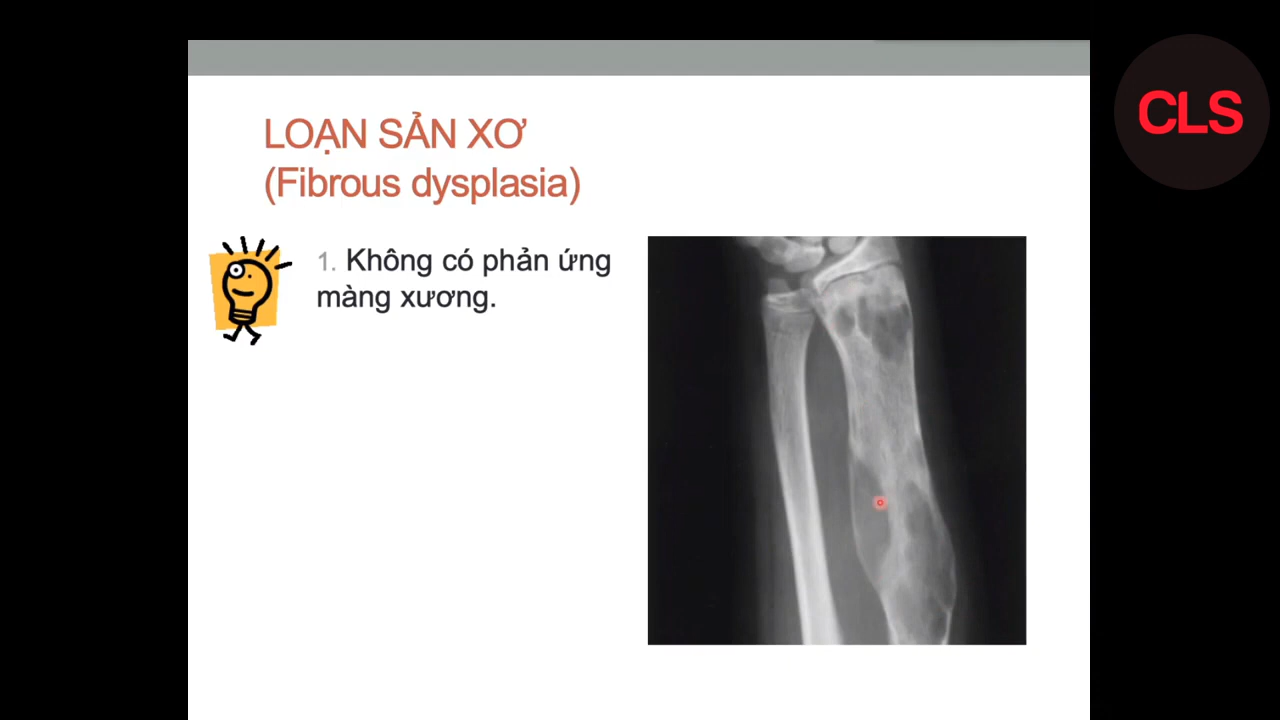 LOẠN SẢN XƠ
(Fibrous dysplasia)
1. Không có phản ứng
màng xương.
CLS